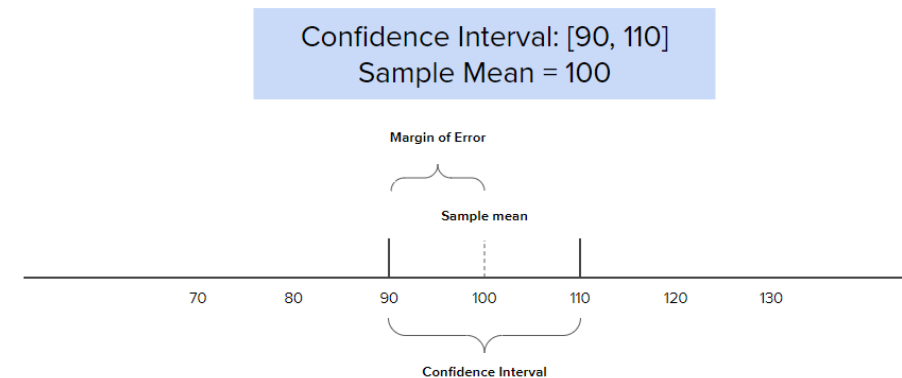 Confidence Interval: [90, 110]
Sample Mean = 100
Margin of Error
Sample mean
70 80 90 100 110 120 130
Confidence Interval